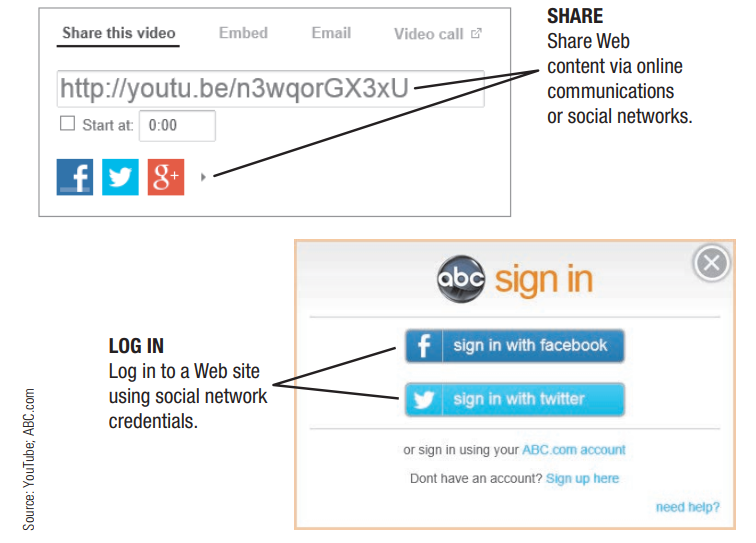 Share this video Embed Email Video call
http://youtu.be/n3wqorGX3xU
Start at: 0:00
f g+
SHARE
Share Web
content via online
communications
or social networks.
abc sign in
f sign in with facebook
sign in with twitter
or sign in using your ABC.com account
Dont have an account? Sign up here
need help?
LOG IN
Log in to a Web site
using social network
credentials.
Source: YouTube; ABC.com